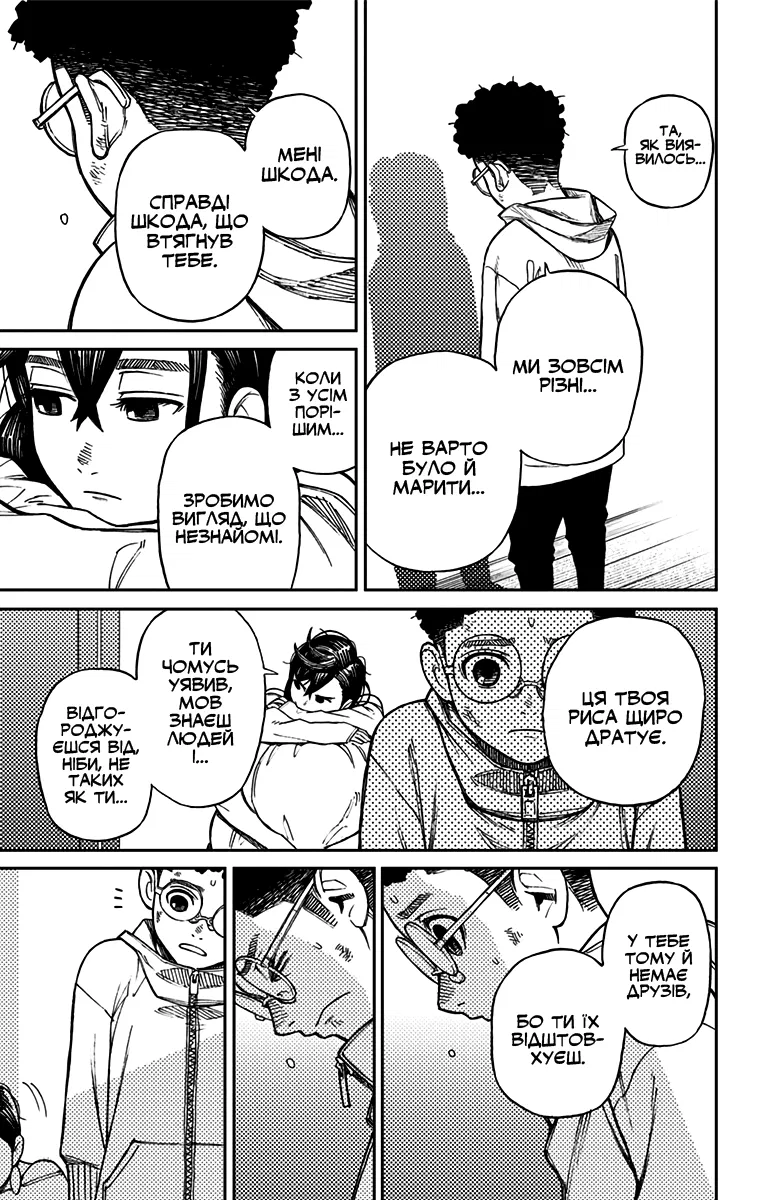 ТА,
ЯК ВИЯ-
ВИЛОСЬ...
МИ ЗОВСІМ
РІЗНІ...
НЕ ВАРТО
БУЛО Й
МАРИТИ...
МЕНІ
ШКОДА.
СПРАВДІ
ШКОДА, ЩО
ВТЯГНУВ
ТЕБЕ.
КОЛИ
З УСІМ
ПОРІ-
ШИМ...
ЗРОБИМО
ВИГЛЯД, ЩО
НЕЗНАЙОМІ.
ЦЯ ТВОЯ
РИСА ЩИРО
ДРАТУЄ.
ТИ
ЧОМУСЬ
УЯВИВ,
МОВ
ЗНАЄШ
ЛЮДЕЙ
І...
ВІДГО-
РОДЖУ-
ЄШСЯ ВІД,
НІБИ, НЕ
ТАКИХ
ЯК ТИ...
У ТЕБЕ
ТОМУ Й
НЕМАЄ
ДРУЗІВ,
БО ТИ ЇХ
ВІДШТОВ-
ХУЄШ.